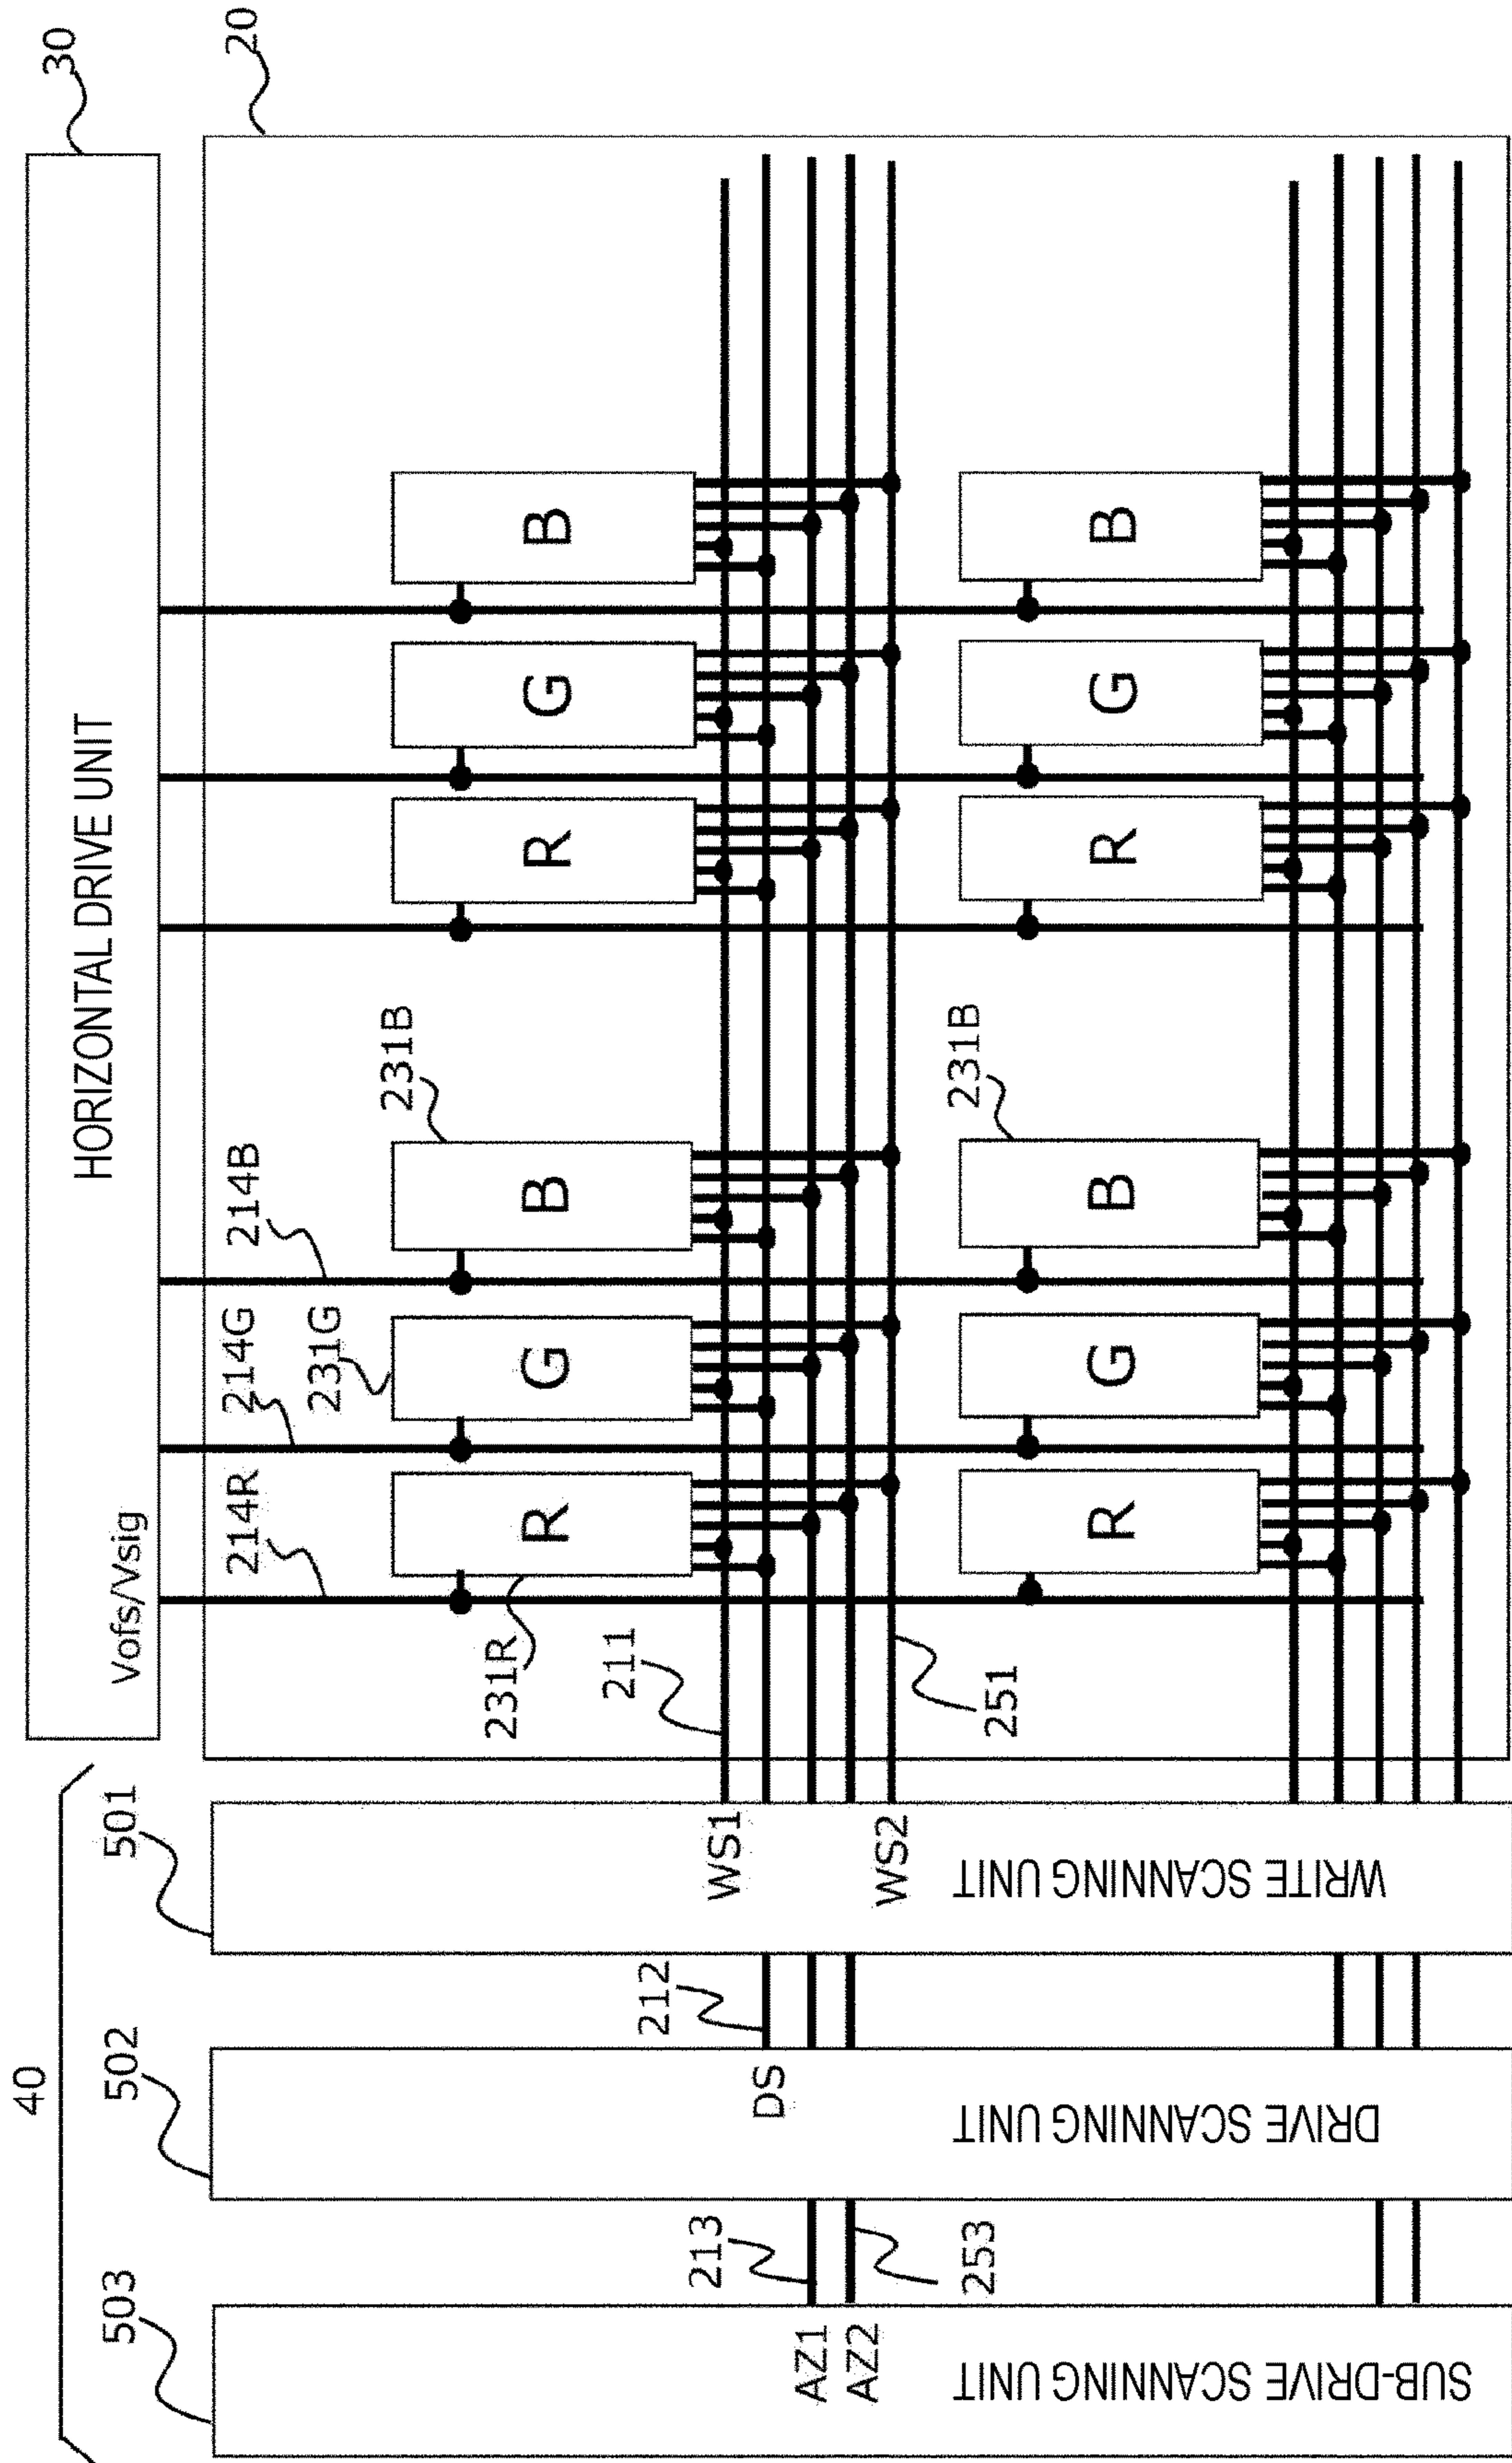 30
20
HORIZONTAL DRIVE UNIT
Vofs/Vsig
40
501
502
503
214R
214G
214B
231G
231B
231R
R
G
B
R
G
B
211
WS1
212
DS
213
AZ1
AZ2
253
WS2
251
231B
R
G
B
R
G
B
WRITE SCANNING UNIT
DRIVE SCANNING UNIT
SUB-DRIVE SCANNING UNIT